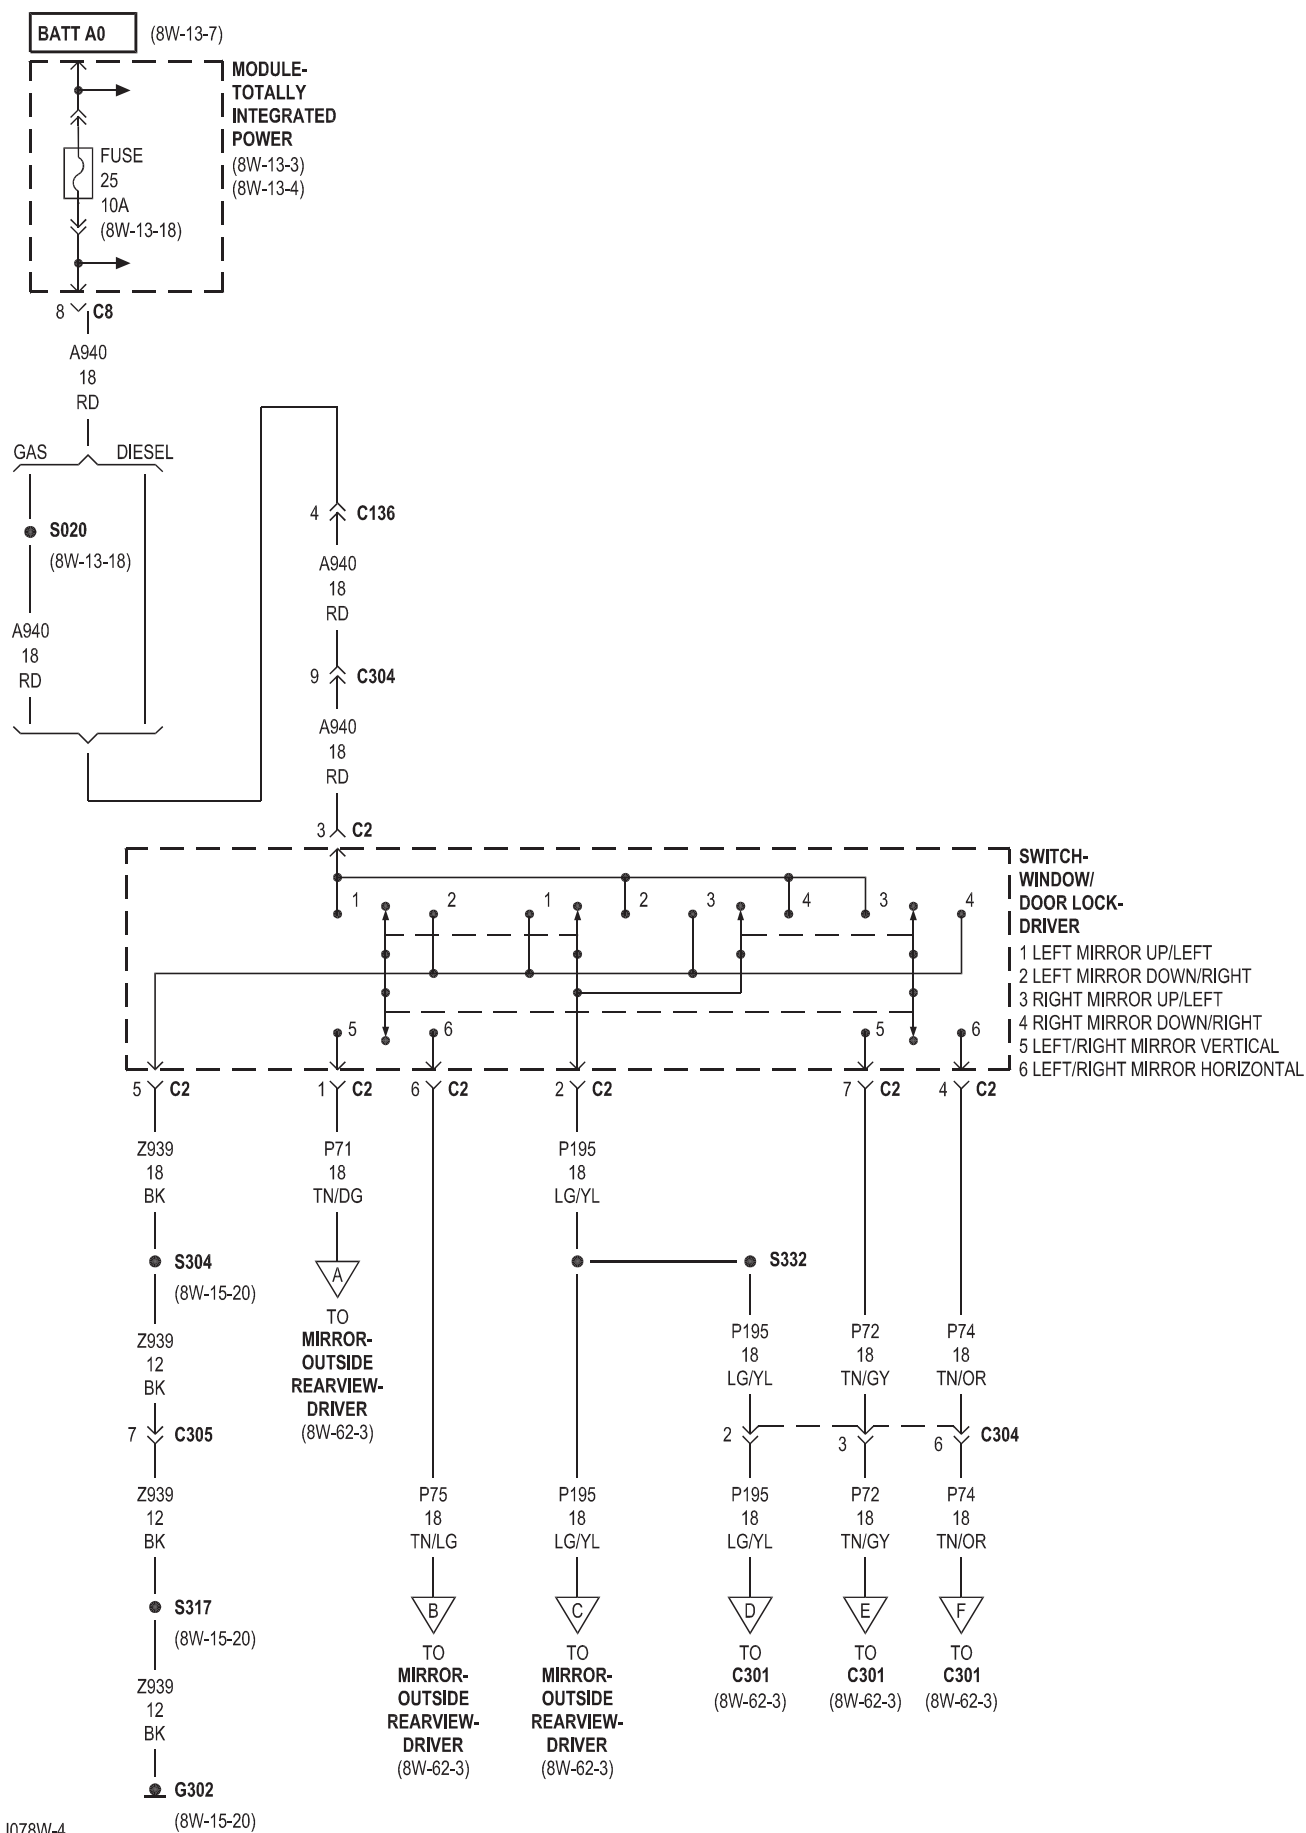 BATT A0
(8W-13-7)
MODULE-
TOTALLY
INTEGRATED
POWER
(8W-13-3)
(8W-13-4)
FUSE
25
10A
(8W-13-18)
8
C8
A940
18
RD
GAS
DIESEL
S020
(8W-13-18)
A940
18
RD
4
C136
A940
18
RD
9
C304
A940
18
RD
3
C2
SWITCH-
WINDOW/
DOOR LOCK-
DRIVER
1 LEFT MIRROR UP/LEFT
2 LEFT MIRROR DOWN/RIGHT
3 RIGHT MIRROR UP/LEFT
4 RIGHT MIRROR DOWN/RIGHT
5 LEFT/RIGHT MIRROR VERTICAL
6 LEFT/RIGHT MIRROR HORIZONTAL
1
2
1
2
3
4
3
4
5
6
5
6
5
C2
1
C2
6
C2
2
C2
7
C2
4
C2
Z939
18
BK
S304
(8W-15-20)
Z939
12
BK
7
C305
Z939
12
BK
S317
(8W-15-20)
Z939
12
BK
G302
(8W-15-20)
P71
18
TN/DG
A
TO
MIRROR-
OUTSIDE
REARVIEW-
DRIVER
(8W-62-3)
P75
18
TN/LG
B
TO
MIRROR-
OUTSIDE
REARVIEW-
DRIVER
(8W-62-3)
P195
18
LG/YL
S332
P195
18
LG/YL
C
TO
MIRROR-
OUTSIDE
REARVIEW-
DRIVER
(8W-62-3)
P195
18
LG/YL
2
P195
18
LG/YL
D
TO
C301
(8W-62-3)
P72
18
TN/GY
3
P72
18
TN/GY
E
TO
C301
(8W-62-3)
P74
18
TN/OR
6
C304
P74
18
TN/OR
F
TO
C301
(8W-62-3)
J078W-4